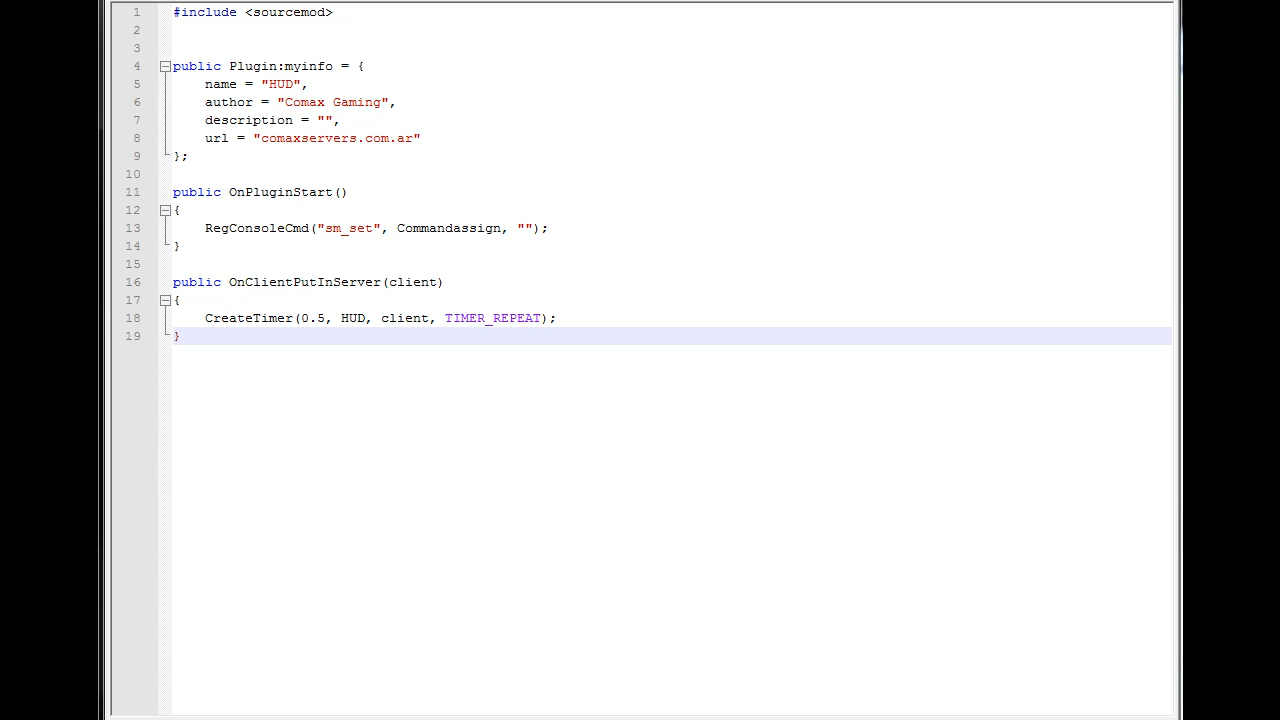 1 #include <sourcemod>
2
3
4 public Plugin:myinfo = {
5 name = "HUD",
6 author = "Comax Gaming",
7 description = "",
8 url = "comaxservers.com.ar"
9 };
10
11 public OnPluginStart()
12 {
13 RegConsoleCmd("sm_set", Commandassign, "");
14 }
15
16 public OnClientPutInServer(client)
17 {
18 CreateTimer(0.5, HUD, client, TIMER_REPEAT);
19 }